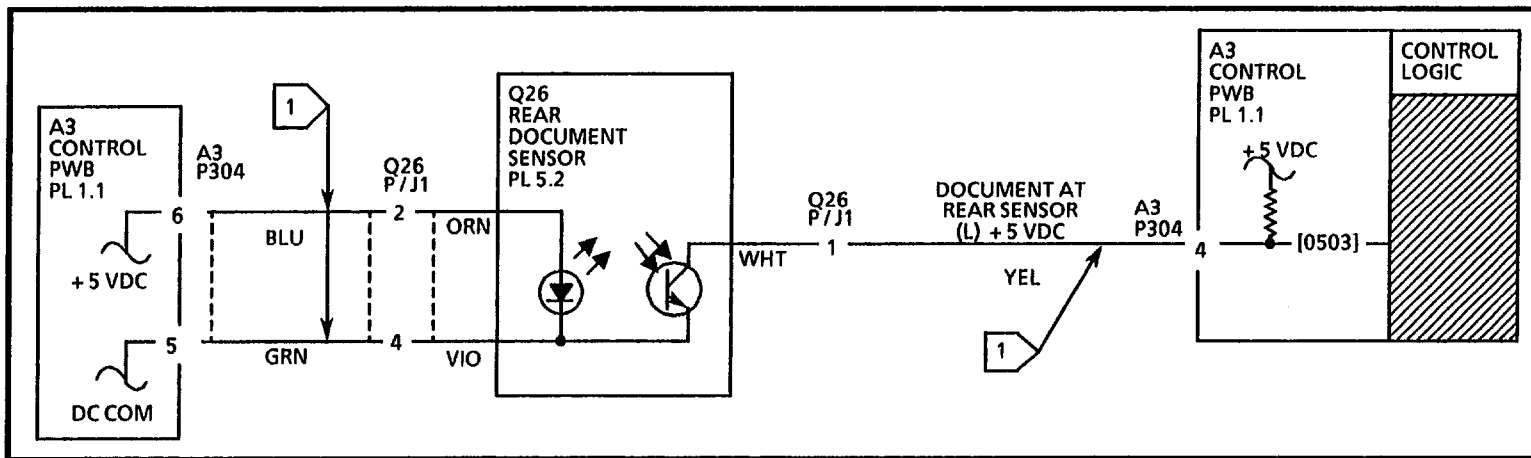 A3
CONTROL
PWB
PL 1.1
6
+ 5 VDC
5
DC COM
A3
P304
1
BLU
GRN
Q26
P / J1
2
4
ORN
VIO
Q26
REAR
DOCUMENT
SENSOR
PL 5.2
WHT
Q26
P / J1
1
DOCUMENT AT
REAR SENSOR
(L) + 5 VDC
YEL
1
A3
P304
4
A3
CONTROL
PWB
PL 1.1
+ 5 VDC
[0503]
CONTROL
LOGIC